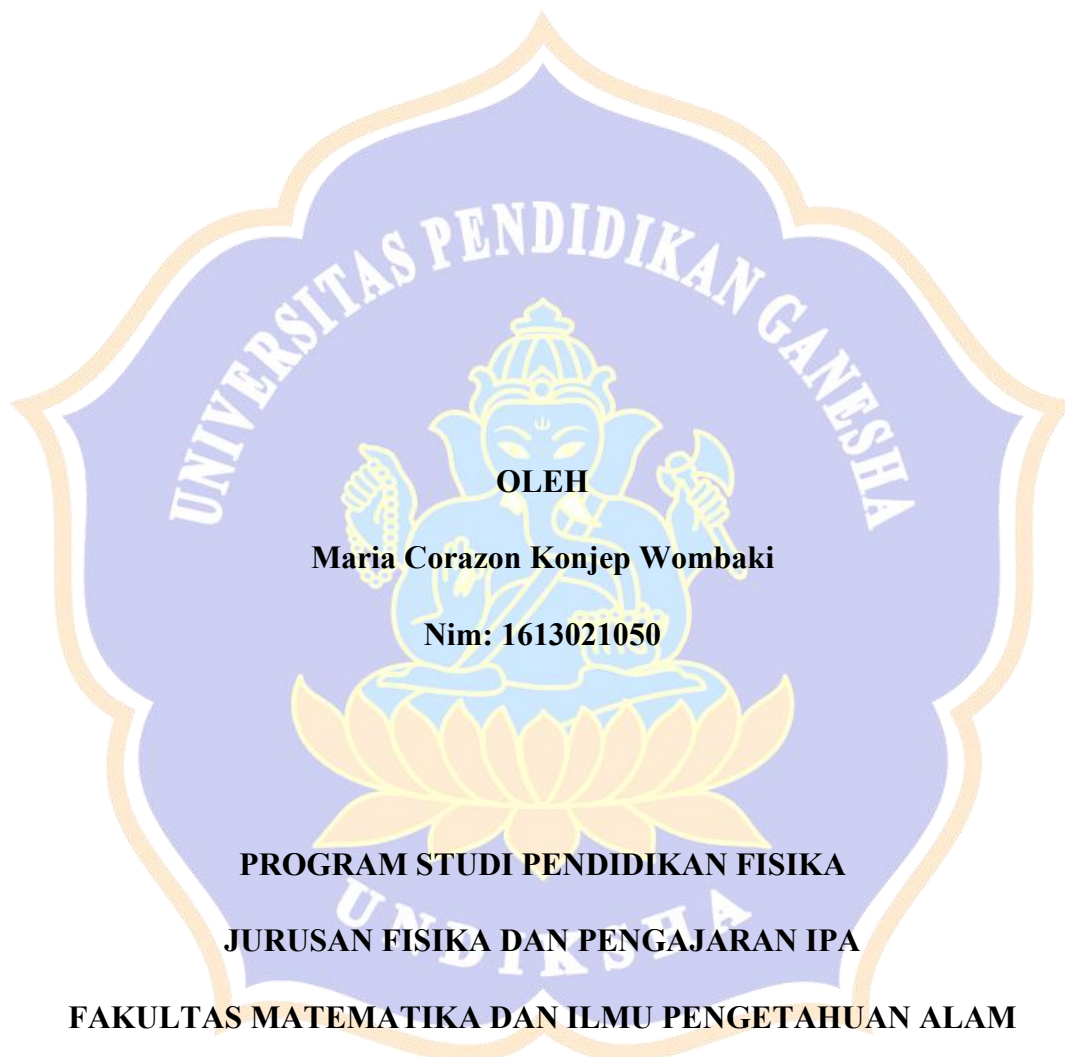 UNIVERSITAS PENDIDIKAN GANESHA
OLEH
Maria Corazon Konjep Wombaki
Nim: 1613021050
PROGRAM STUDI PENDIDIKAN FISIKA
UNDIKSHA
JURUSAN FISIKA DAN PENGAJARAN IPA
FAKULTAS MATEMATIKA DAN ILMU PENGETAHUAN ALAM